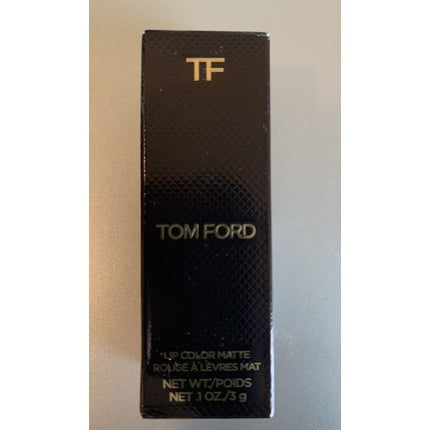 TF
TOM FORD
LIP COLOR MATTE
ROUGE À LÈVRES MAT
NET WT./POIDS
NET .1 OZ./3 g